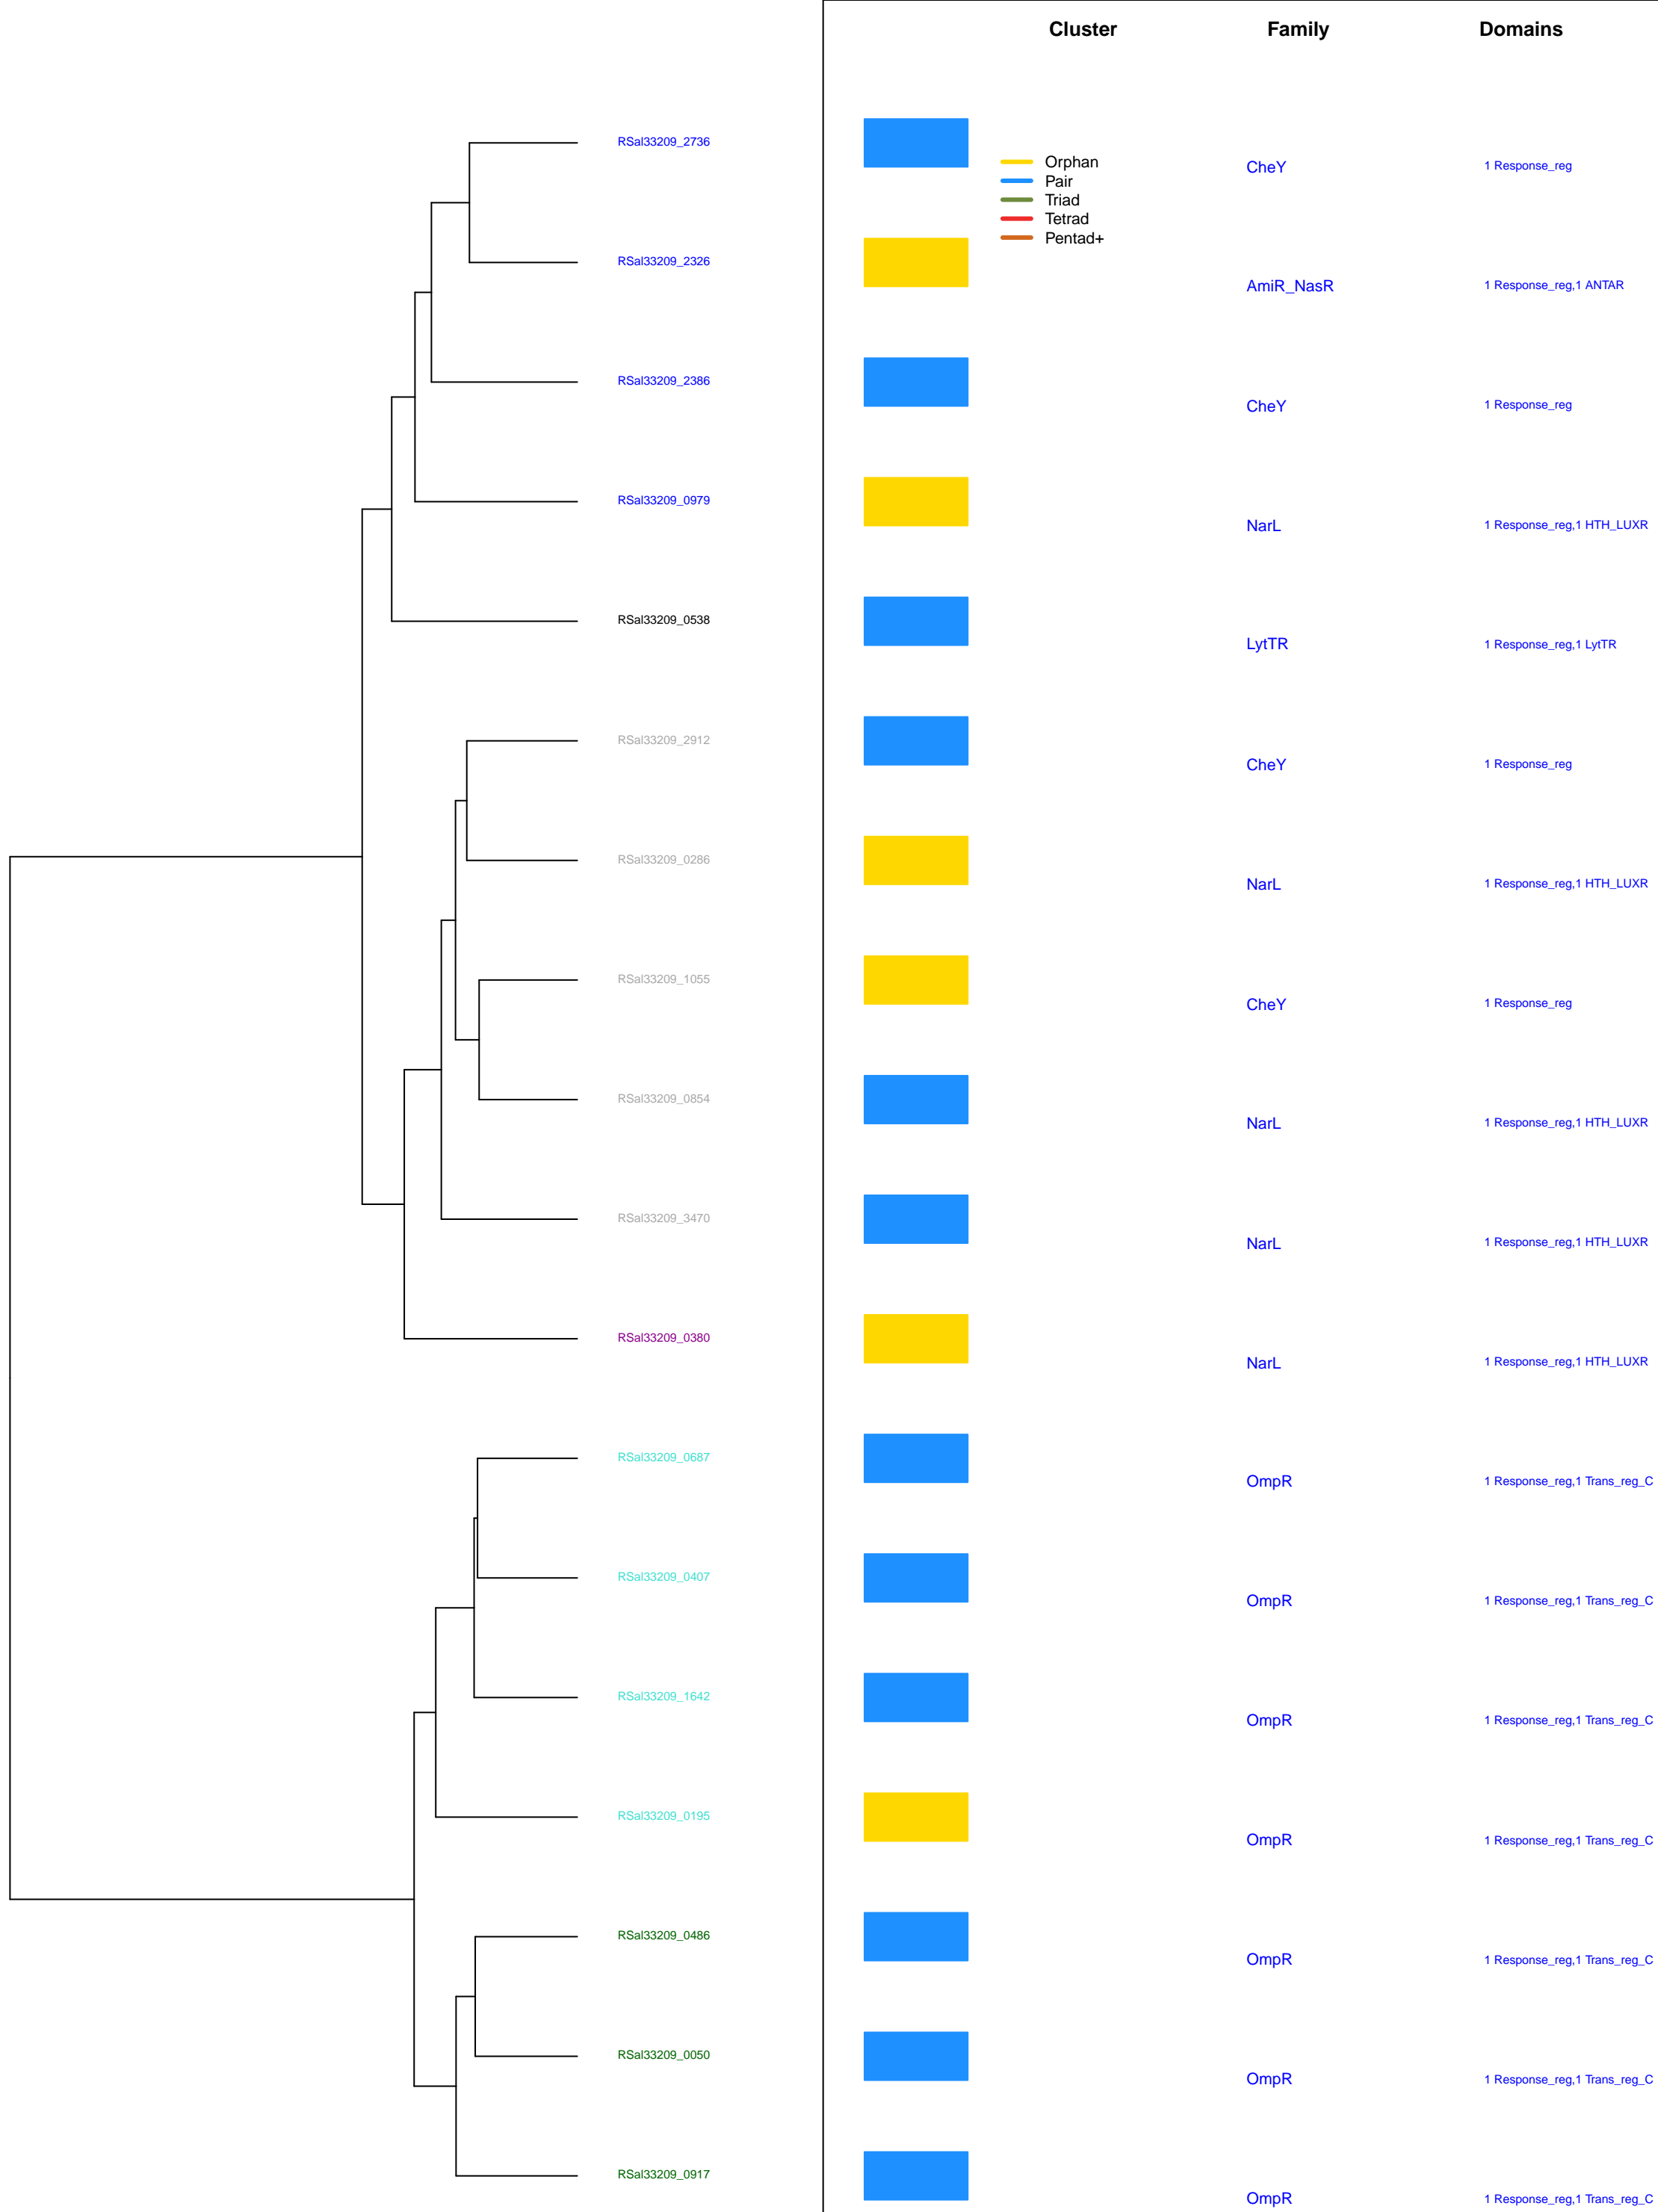 Cluster Family Domains
RSal33209_2736 CheY 1 Response_reg
Orphan
Pair
Triad
Tetrad
Pentad+
RSal33209_2326 AmiR_NasR 1 Response_reg,1 ANTAR
RSal33209_2386 CheY 1 Response_reg
RSal33209_0979 NarL 1 Response_reg,1 HTH_LUXR
RSal33209_0538 LytTR 1 Response_reg,1 LytTR
RSal33209_2912 CheY 1 Response_reg
RSal33209_0286 NarL 1 Response_reg,1 HTH_LUXR
RSal33209_1055 CheY 1 Response_reg
RSal33209_0854 NarL 1 Response_reg,1 HTH_LUXR
RSal33209_3470 NarL 1 Response_reg,1 HTH_LUXR
RSal33209_0380 NarL 1 Response_reg,1 HTH_LUXR
RSal33209_0687 OmpR 1 Response_reg,1 Trans_reg_C
RSal33209_0407 OmpR 1 Response_reg,1 Trans_reg_C
RSal33209_1642 OmpR 1 Response_reg,1 Trans_reg_C
RSal33209_0195 OmpR 1 Response_reg,1 Trans_reg_C
RSal33209_0486 OmpR 1 Response_reg,1 Trans_reg_C
RSal33209_0050 OmpR 1 Response_reg,1 Trans_reg_C
RSal33209_0917 OmpR 1 Response_reg,1 Trans_reg_C